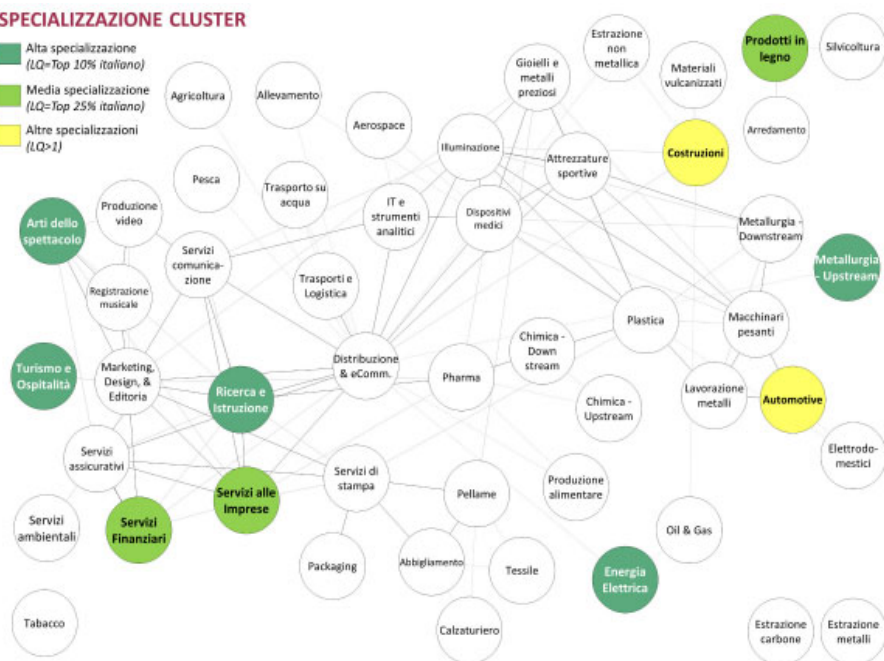 SPECIALIZZAZIONE CLUSTER
Alta specializzazione
(LQ=Top 10% italiano)
Media specializzazione
(LQ=Top 25% italiano)
Altre specializzazioni
(LQ>1)
Agricoltura
Allevamento
Aerospace
Gioielli e
metalli
preziosi
Estrazione
non
metallica
Materiali
vulcanizzati
Prodotti in
legno
Silvicoltura
Arredamento
Costruzioni
Illuminazione
Attrezzature
sportive
Pesca
Trasporto su
acqua
IT e
strumenti
analitici
Dispositivi
medici
Metallurgia -
Downstream
Arti dello
spettacolo
Produzione
video
Servizi
comunica-
zione
Metallurgia
- Upstream
Registrazione
musicale
Trasporti e
Logistica
Plastica
Macchinari
pesanti
Turismo e
Ospitalità
Marketing,
Design, &
Editoria
Ricerca e
Istruzione
Distribuzione
& eComm.
Pharma
Chimica -
Down
stream
Chimica -
Upstream
Lavorazione
metalli
Automotive
Servizi
assicurativi
Servizi di
stampa
Pellame
Produzione
alimentare
Elettrodo-
mestici
Servizi
ambientali
Servizi
Finanziari
Servizi alle
Imprese
Oil & Gas
Packaging
Abbigliamento
Tessile
Energia
Elettrica
Tabacco
Calzaturiero
Estrazione
carbone
Estrazione
metalli